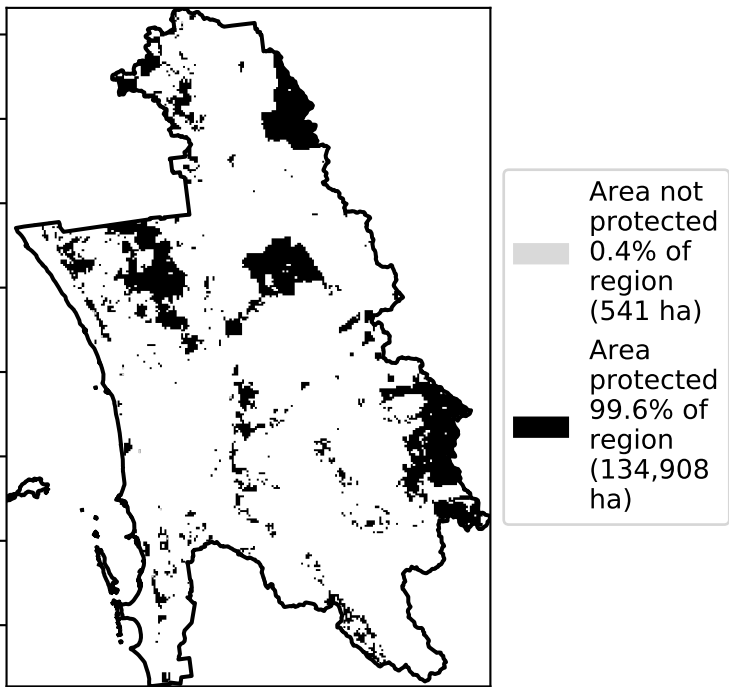 Area not
protected
0.4% of
region
(541 ha)
Area
protected
99.6% of
region
(134,908
ha)